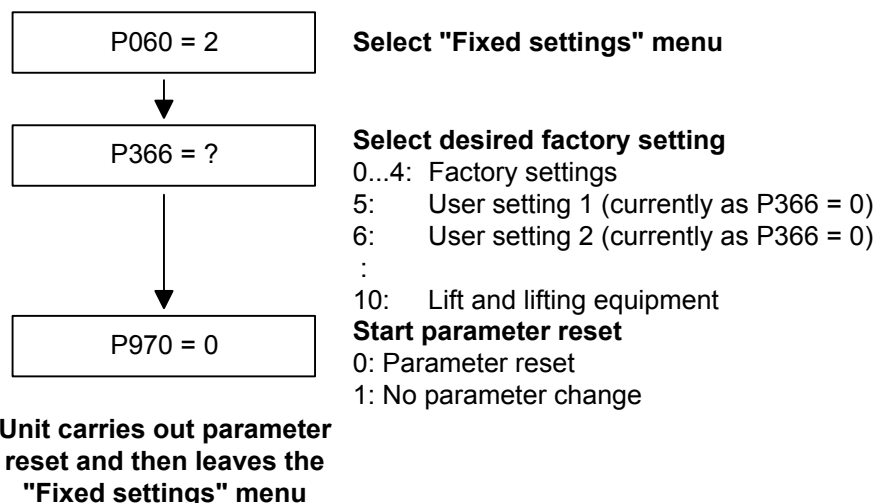 P060 = 2
Select "Fixed settings" menu
P366 = ?
Select desired factory setting
0...4: Factory settings
5: User setting 1 (currently as P366 = 0)
6: User setting 2 (currently as P366 = 0)
:
10: Lift and lifting equipment
P970 = 0
Start parameter reset
0: Parameter reset
1: No parameter change
Unit carries out parameter
reset and then leaves the
"Fixed settings" menu